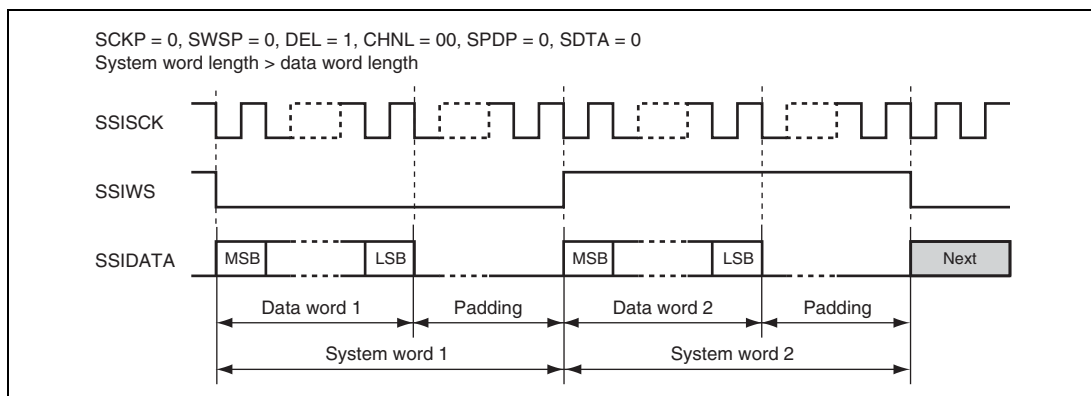 SCKP = 0, SWSP = 0, DEL = 1, CHNL = 00, SPDP = 0, SDTA = 0
System word length > data word length
SSISCK
SSIWS
SSIDATA
MSB
LSB
MSB
LSB
Next
Data word 1
Padding
Data word 2
Padding
System word 1
System word 2